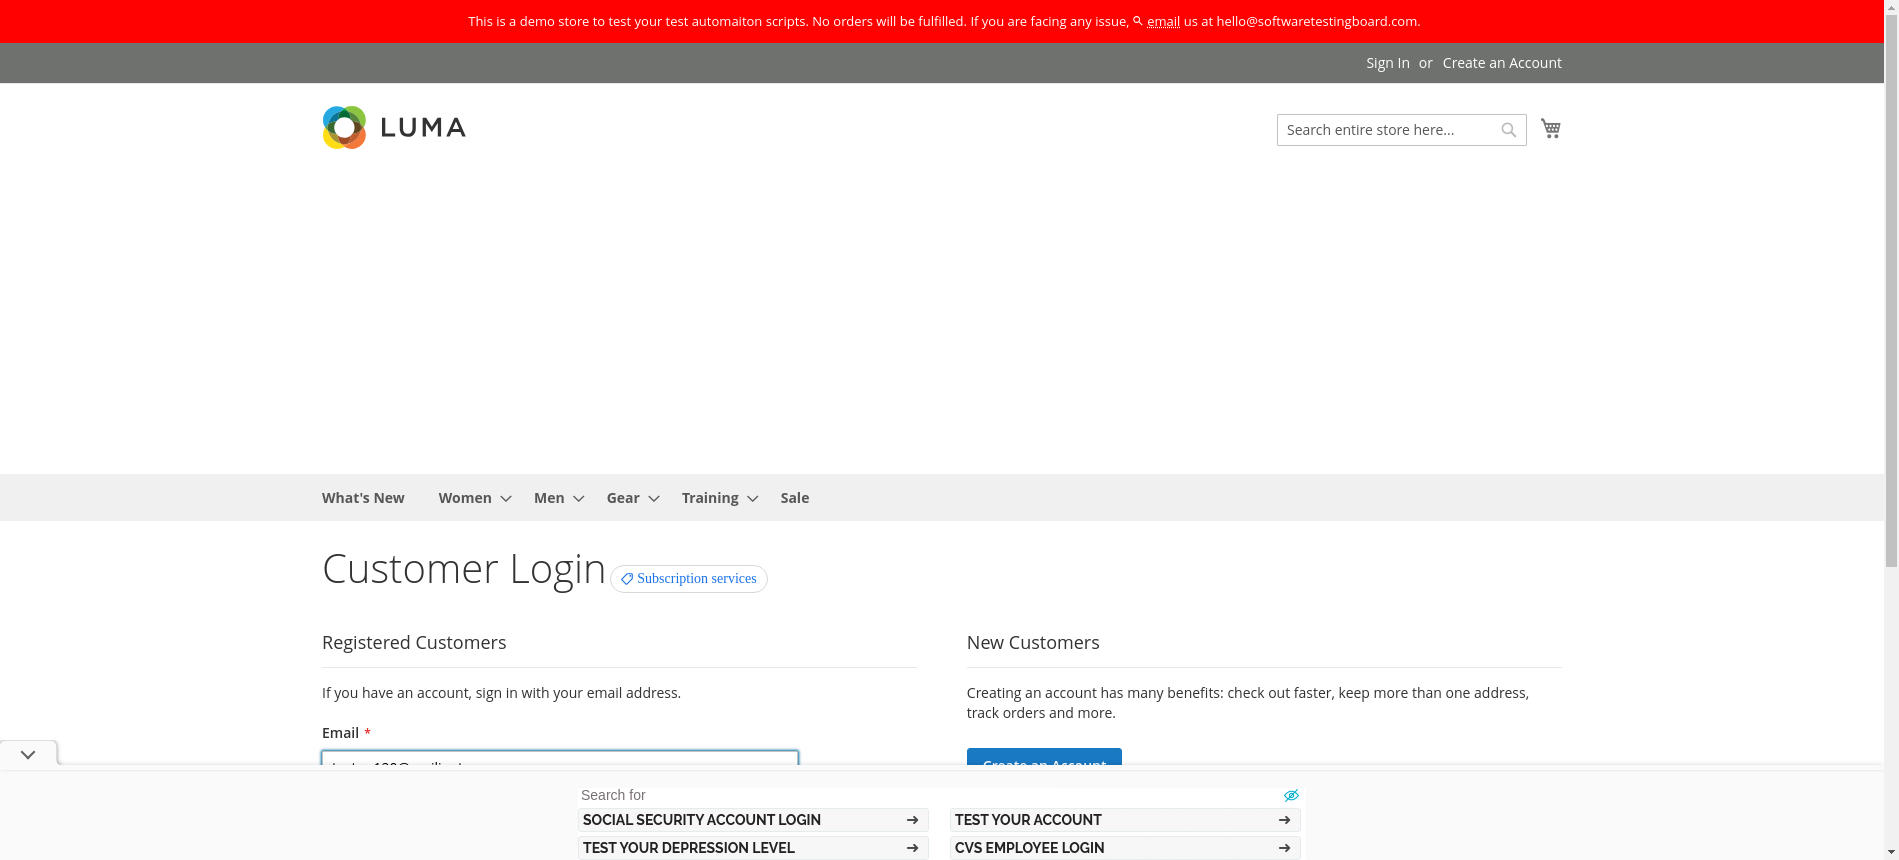 This is a demo store to test your test automaiton scripts. No orders will be fulfilled. If you are facing any issue, email us at hello@softwaretestingboard.com.
Sign In or Create an Account
LUMA
Search entire store here...
What's New Women Men Gear Training Sale
Customer Login Subscription services
Registered Customers
If you have an account, sign in with your email address.
Email *
New Customers
Creating an account has many benefits: check out faster, keep more than one address,
track orders and more.
Create an Account
Search for
SOCIAL SECURITY ACCOUNT LOGIN
TEST YOUR ACCOUNT
TEST YOUR DEPRESSION LEVEL
CVS EMPLOYEE LOGIN